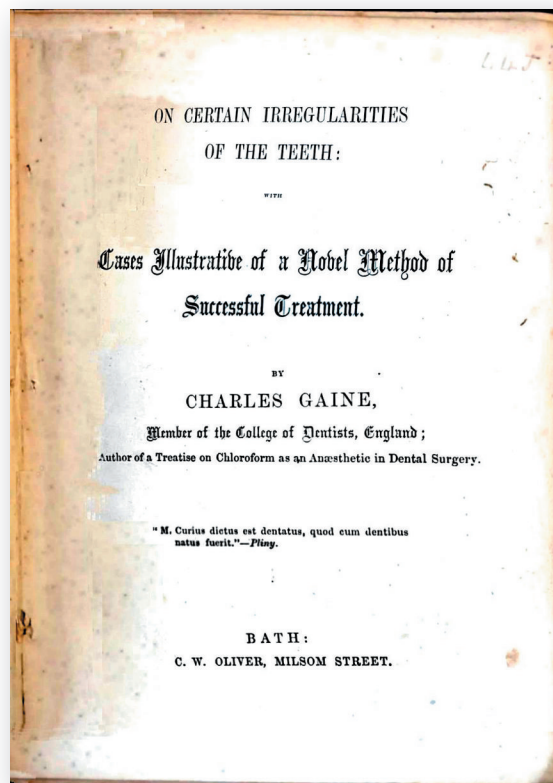 ON CERTAIN IRREGULARITIES
OF THE TEETH:
WITH
Cases Illustrative of a Novel Method of
Successful Treatment.
BY
CHARLES GAINE,
Member of the College of Dentists, England;
Author of a Treatise on Chloroform as an Anæsthetic in Dental Surgery.
"M. Curius dictus est dentatus, quod cum dentibus
natus fuerit."—Pliny.
BATH:
C. W. OLIVER, MILSOM STREET.